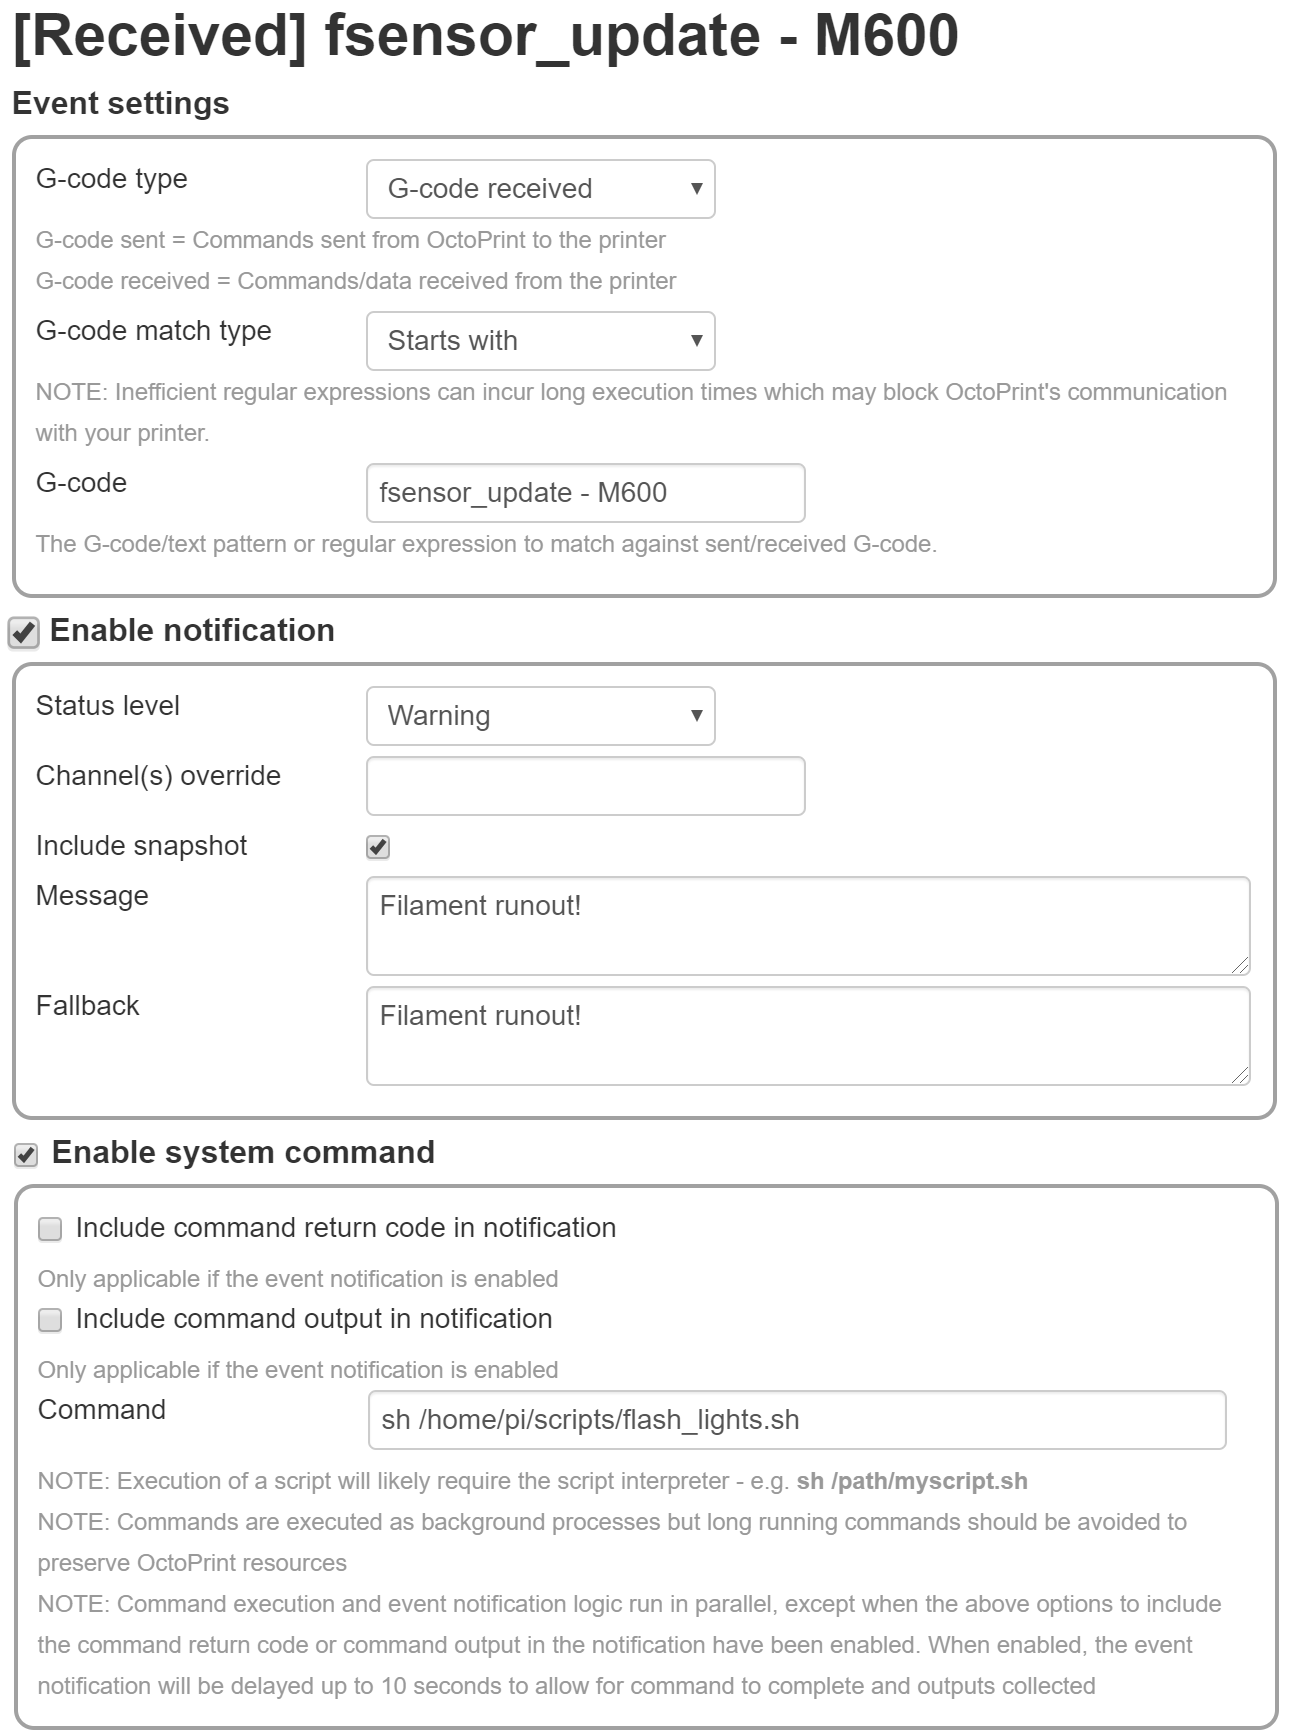 [Received] fsensor_update - M600
Event settings
G-code type
G-code received
G-code sent = Commands sent from OctoPrint to the printer
G-code received = Commands/data received from the printer
G-code match type
Starts with
NOTE: Inefficient regular expressions can incur long execution times which may block OctoPrint's communication
with your printer.
G-code
fsensor_update - M600
The G-code/text pattern or regular expression to match against sent/received G-code.
Enable notification
Status level
Warning
Channel(s) override
Include snapshot
Message
Filament runout!
Fallback
Filament runout!
Enable system command
Include command return code in notification
Only applicable if the event notification is enabled
Include command output in notification
Only applicable if the event notification is enabled
Command
sh /home/pi/scripts/flash_lights.sh
NOTE: Execution of a script will likely require the script interpreter - e.g. sh /path/myscript.sh
NOTE: Commands are executed as background processes but long running commands should be avoided to
preserve OctoPrint resources
NOTE: Command execution and event notification logic run in parallel, except when the above options to include
the command return code or command output in the notification have been enabled. When enabled, the event
notification will be delayed up to 10 seconds to allow for command to complete and outputs collected